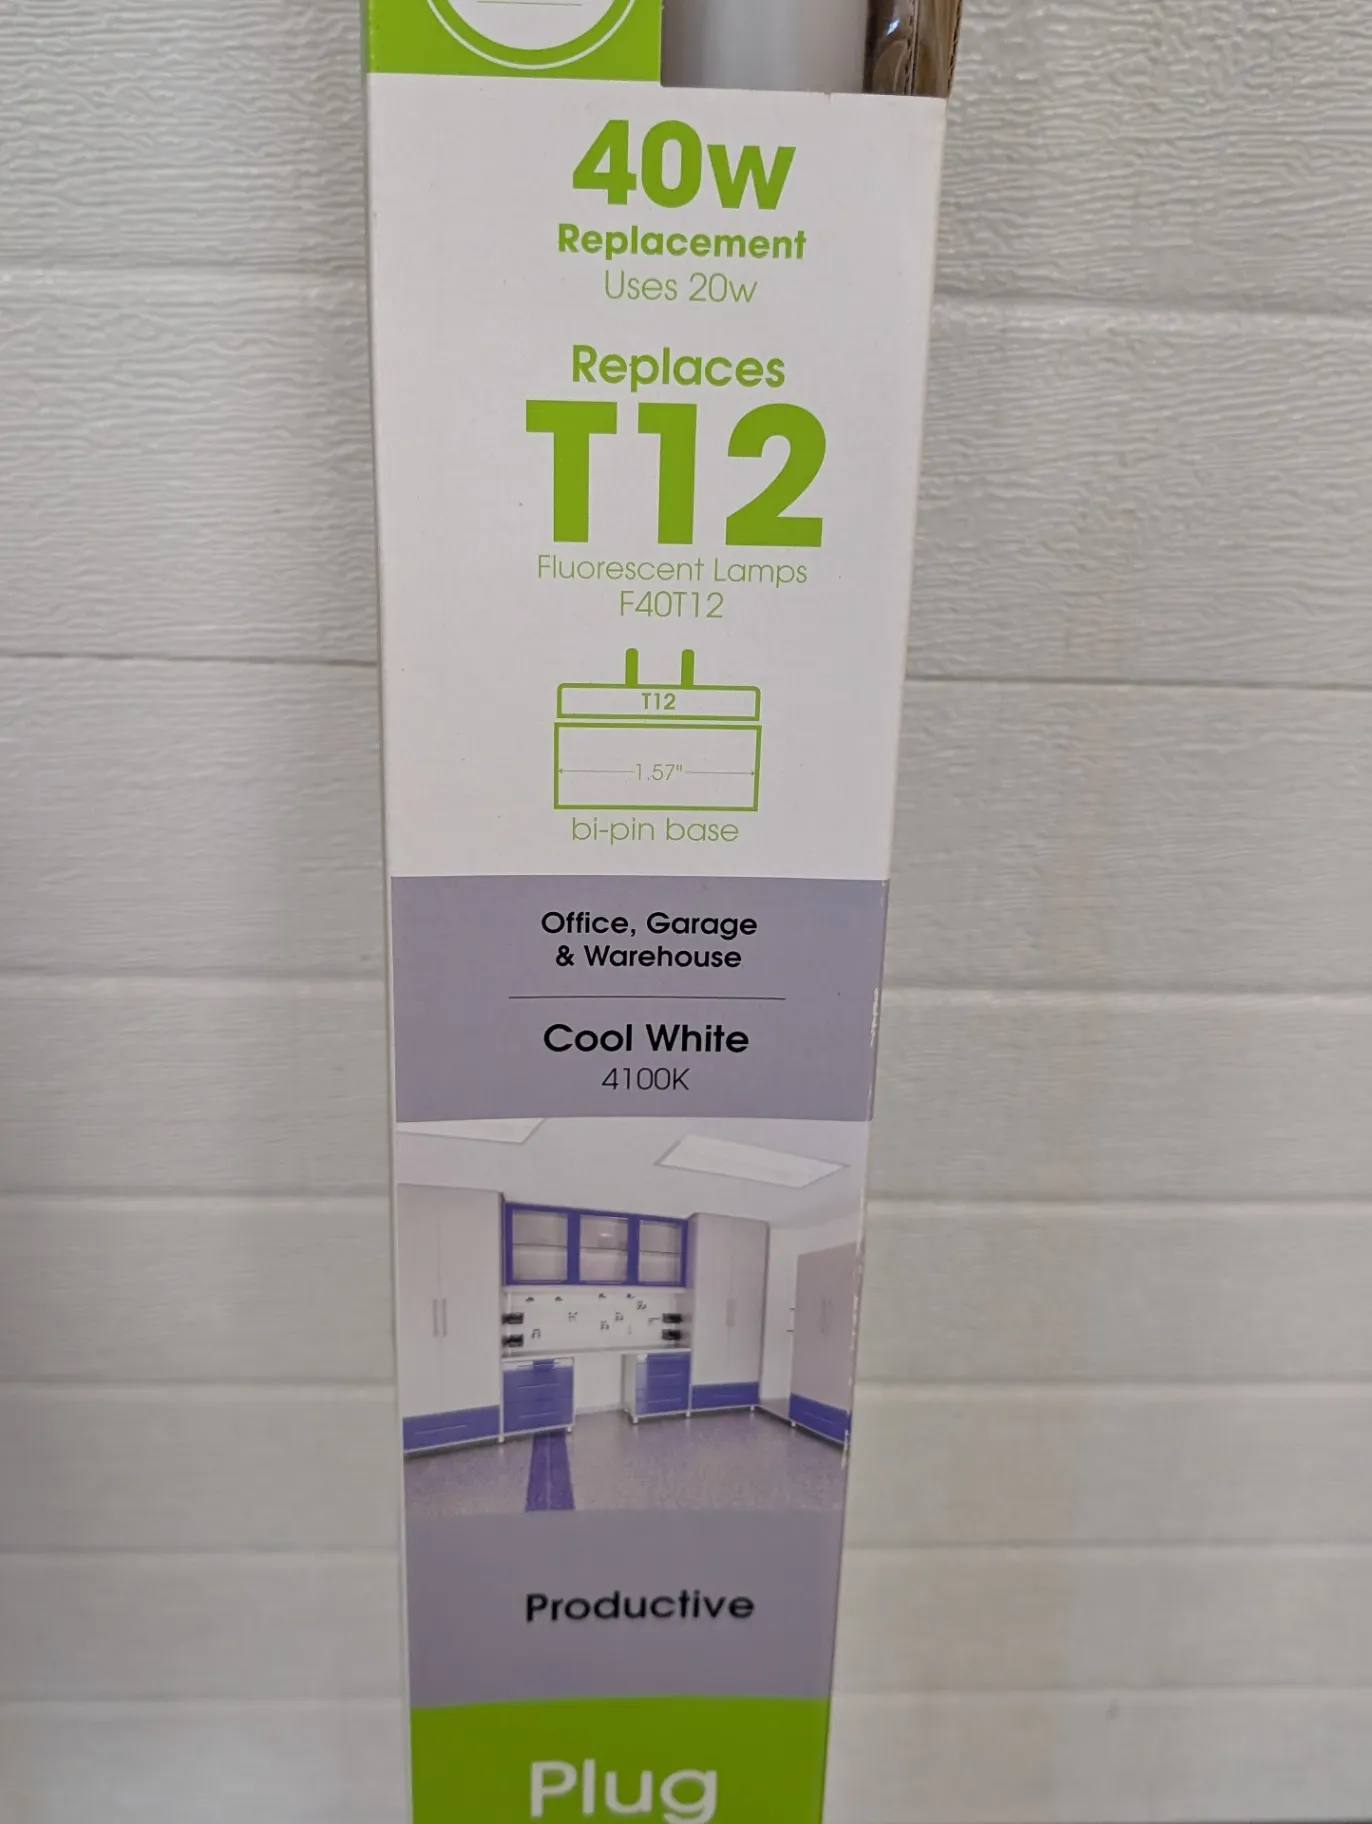 40w
Replacement
Uses 20w
Replaces
T12
Fluorescent Lamps
F40T12
T12
1.57"
bi-pin base
Office, Garage
& Warehouse
Cool White
4100K
Productive
Plug